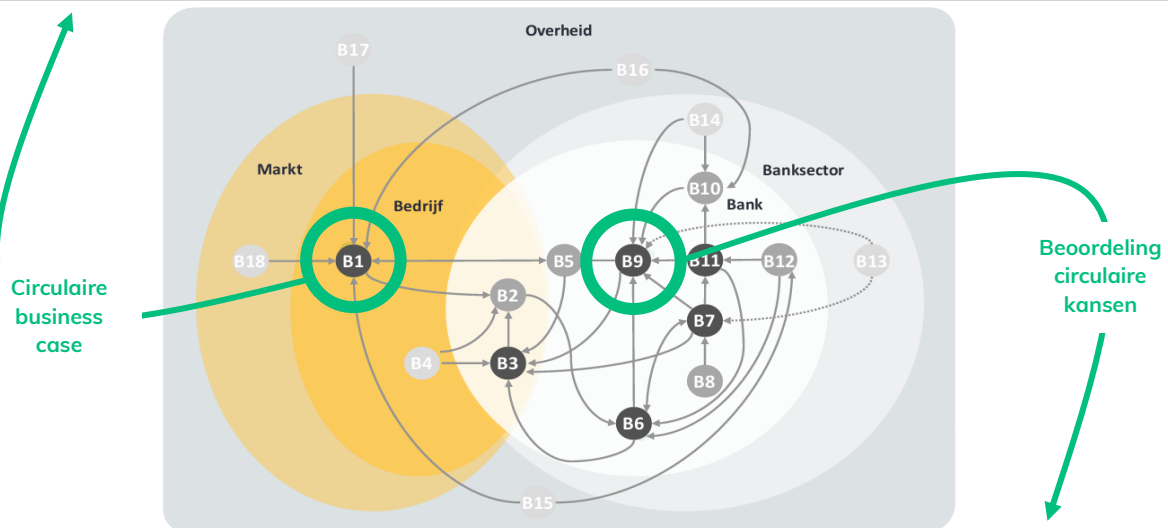 Overheid
B17
B16
B14
Markt
Banksector
B10
Bank
Bedrijf
B18
B1
B5
B9
B11
B12
B13
Beoordeling
circulaire
kansen
Circulaire
business
case
B2
B7
B4
B3
B8
B6
B15